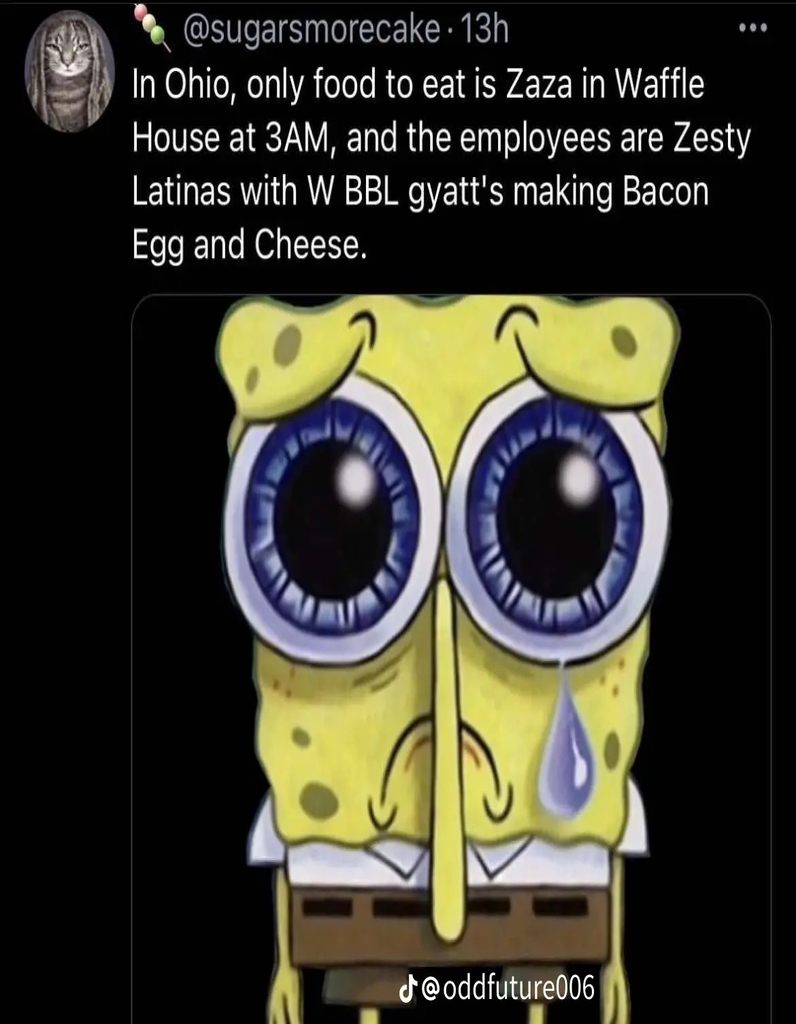 @sugarsmorecake · 13h
In Ohio, only food to eat is Zaza in Waffle
House at 3AM, and the employees are Zesty
Latinas with W BBL gyatt's making Bacon
Egg and Cheese.
@oddfuture006